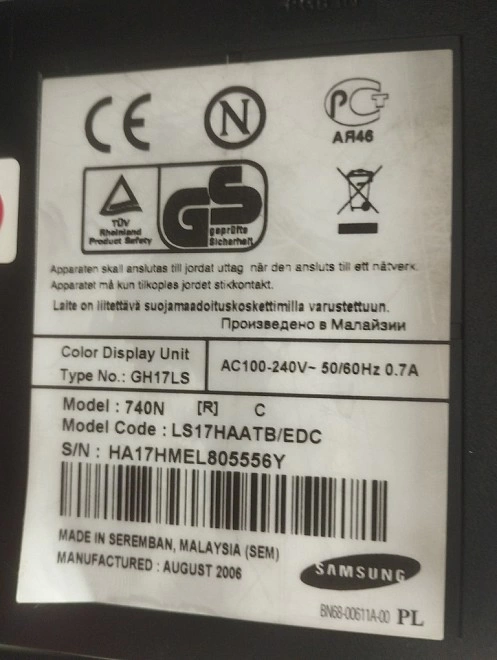 CE N PCT
АЯ46
TÜV
Rheinland
Product Safety
GS
geprüfte
Sicherheit
Apparaten skall anslutas till jordat uttag när den ansluts till ett nätverk.
Apparatet må kun tilkoples jordet stikkontakt.
Laite on liitettävä suojamaadoituskoskettimilla varustettuun.
Произведено в Малайзии
Color Display Unit
Type No.: GH17LS
AC100-240V~ 50/60Hz 0.7A
Model : 740N [R] C
Model Code : LS17HAATB/EDC
S/N : HA17HMEL805556Y
MADE IN SEREMBAN, MALAYSIA (SEM)
MANUFACTURED : AUGUST 2006
SAMSUNG
BN68-00611A-00 PL